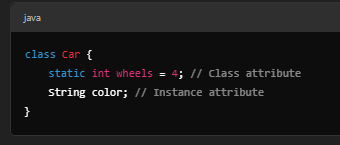 java
class Car {
    static int wheels = 4; // Class attribute
    String color; // Instance attribute
}